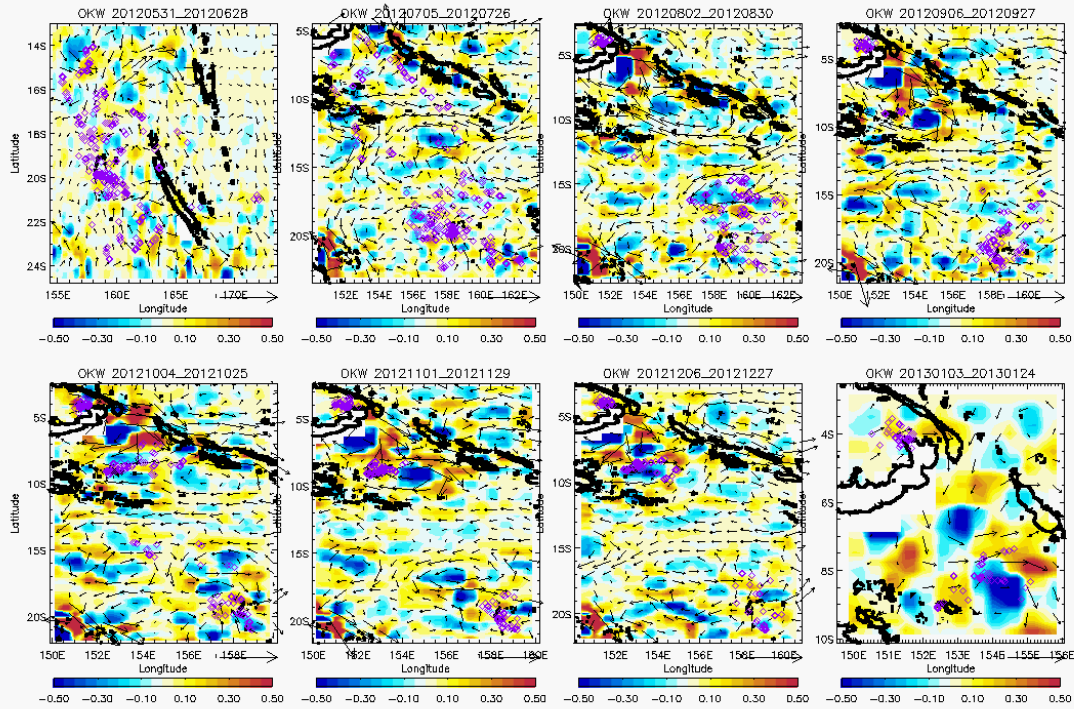 OKW 20120531_20120628
14S
16S
18S
20S
22S
24S
Latitude
155E 160E 165E 170E
Longitude
-0.50 -0.30 -0.10 0.10 0.30 0.50
OKW 20120705_20120726
5S
10S
15S
20S
Latitude
152E 154E 156E 158E 160E 162E
Longitude
-0.50 -0.30 -0.10 0.10 0.30 0.50
OKW 20120802_20120830
5S
10S
15S
20S
Latitude
150E 152E 154E 156E 158E 160E 162E
Longitude
-0.50 -0.30 -0.10 0.10 0.30 0.50
OKW 20120906_20120927
5S
10S
15S
20S
Latitude
150E 152E 154E 156E 158E 160E
Longitude
-0.50 -0.30 -0.10 0.10 0.30 0.50
OKW 20121004_20121025
5S
10S
15S
20S
Latitude
150E 152E 154E 156E 158E
Longitude
-0.50 -0.30 -0.10 0.10 0.30 0.50
OKW 20121101_20121129
5S
10S
15S
20S
Latitude
150E 152E 154E 156E 158E 160E
Longitude
-0.50 -0.30 -0.10 0.10 0.30 0.50
OKW 20121206_20121227
5S
10S
15S
20S
Latitude
150E 152E 154E 156E 158E 160E
Longitude
-0.50 -0.30 -0.10 0.10 0.30 0.50
OKW 20130103_20130124
4S
6S
8S
10S
Latitude
150E 151E 152E 153E 154E 155E 156E
Longitude
-0.50 -0.30 -0.10 0.10 0.30 0.50